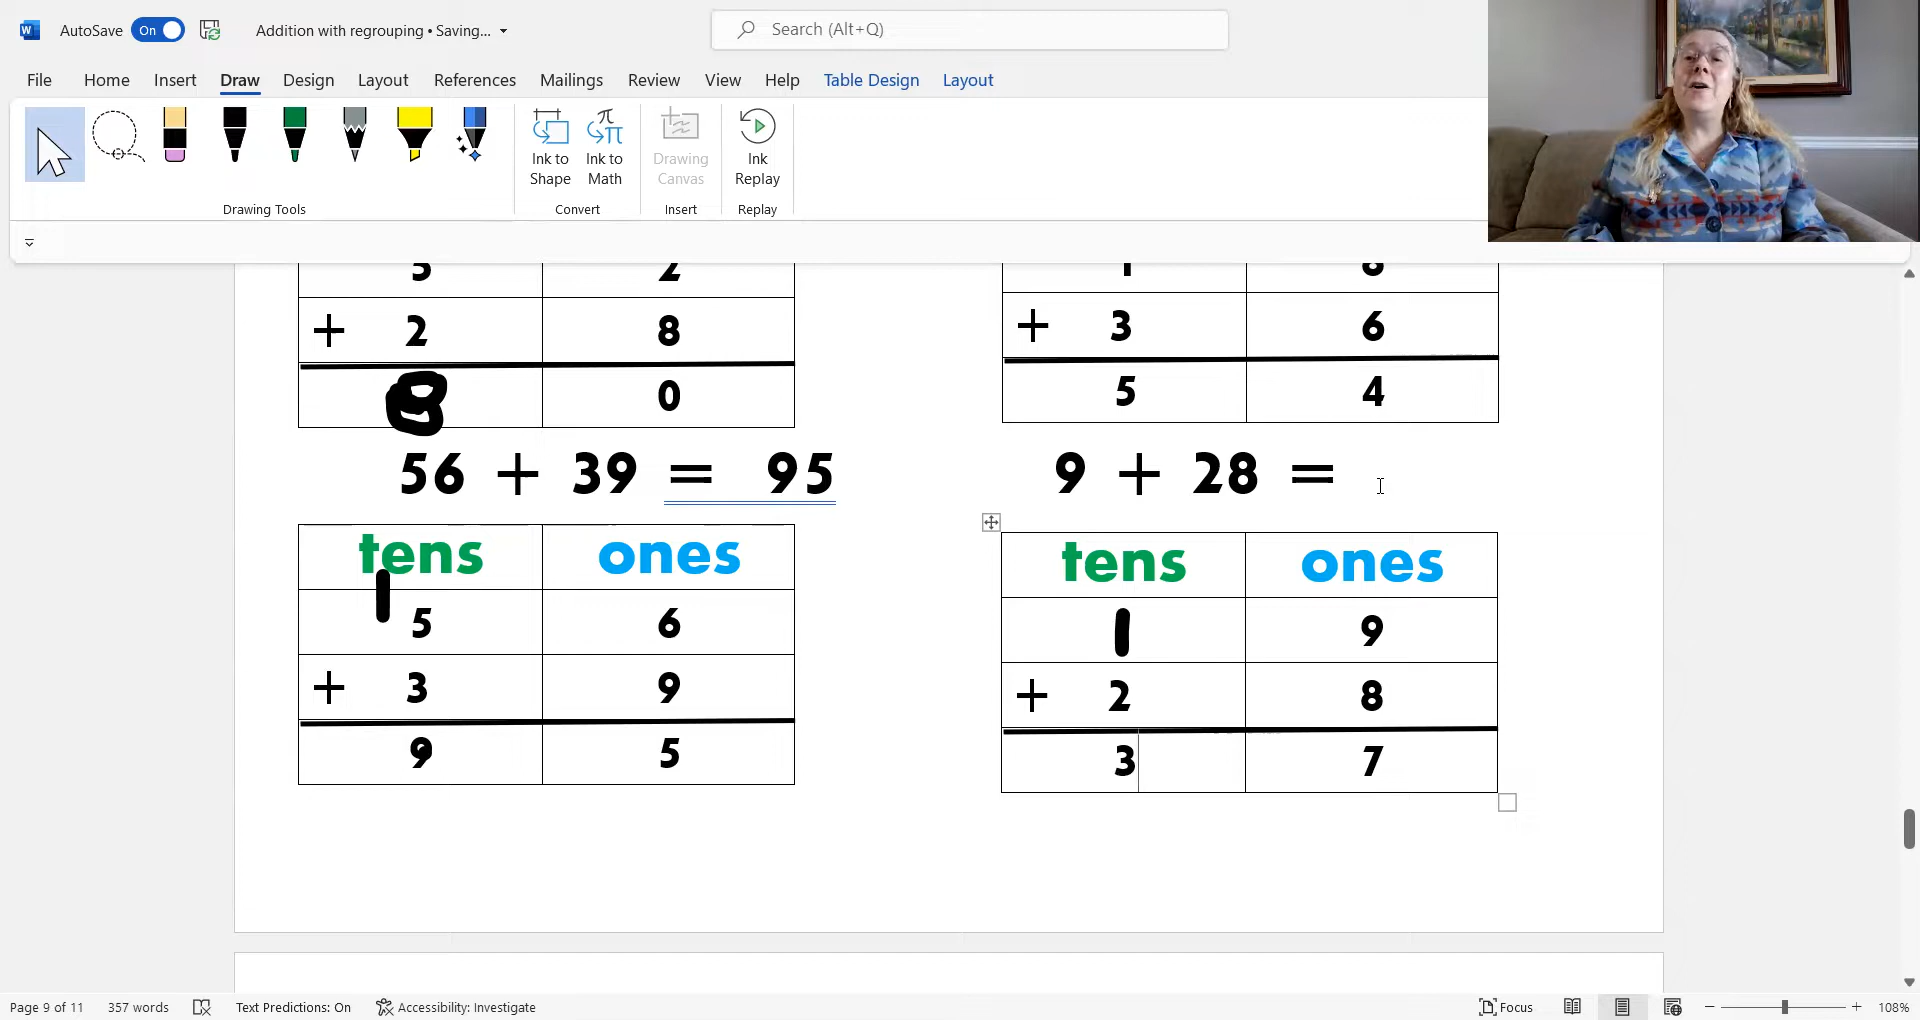 AutoSave On Addition with regrouping • Saving... Search (Alt+Q)
File Home Insert Draw Design Layout References Mailings Review View Help Table Design Layout
Ink to Shape
Ink to Math
Drawing Canvas
Ink Replay
Drawing Tools Convert Insert Replay
5 2
+ 2 8
8 0
1 8
+ 3 6
5 4
56 + 39 = 95
tens ones
1
5 6
+ 3 9
9 5
9 + 28 =
tens ones
1 9
+ 2 8
3 7
Page 9 of 11 357 words Text Predictions: On Accessibility: Investigate Focus 108%